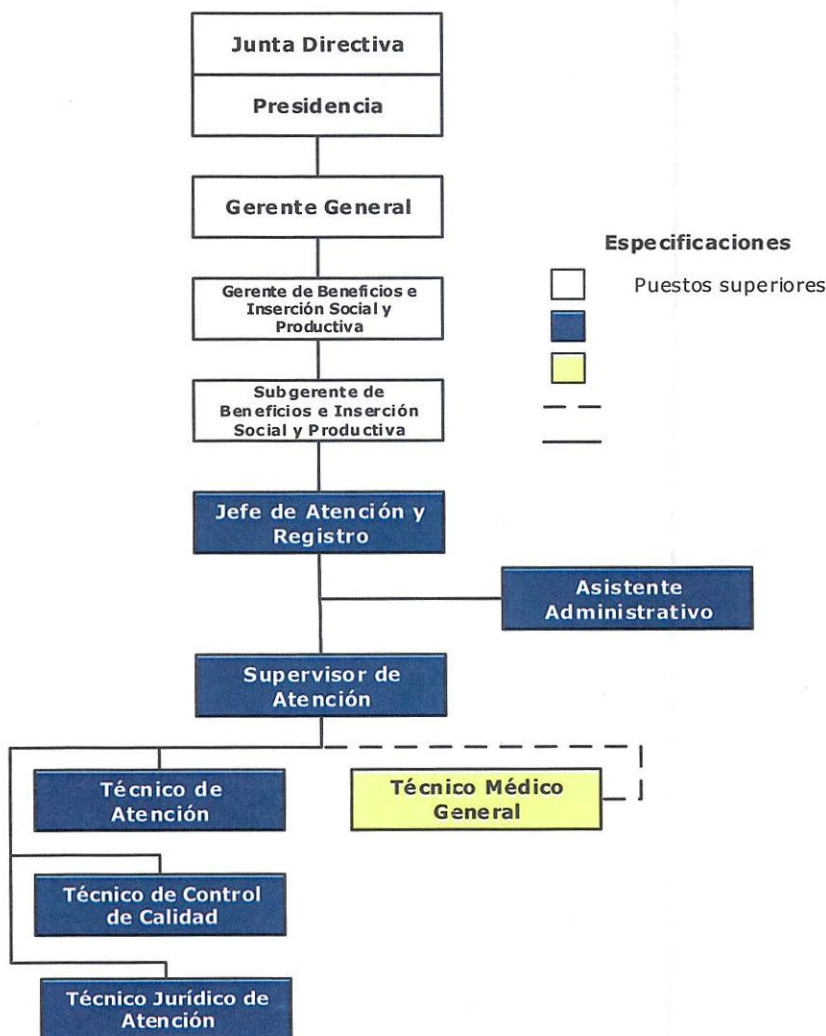 Junta Directiva
Presidencia
Gerente General
Gerente de Beneficios e
Inserción Social y
Productiva
Subgerente de
Beneficios e Inserción
Social y Productiva
Especificaciones
Puestos superiores
Jefe de Atención y
Registro
Asistente
Administrativo
Supervisor de
Atención
Técnico de
Atención
Técnico Médico
General
Técnico de Control
de Calidad
Técnico Jurídico de
Atención